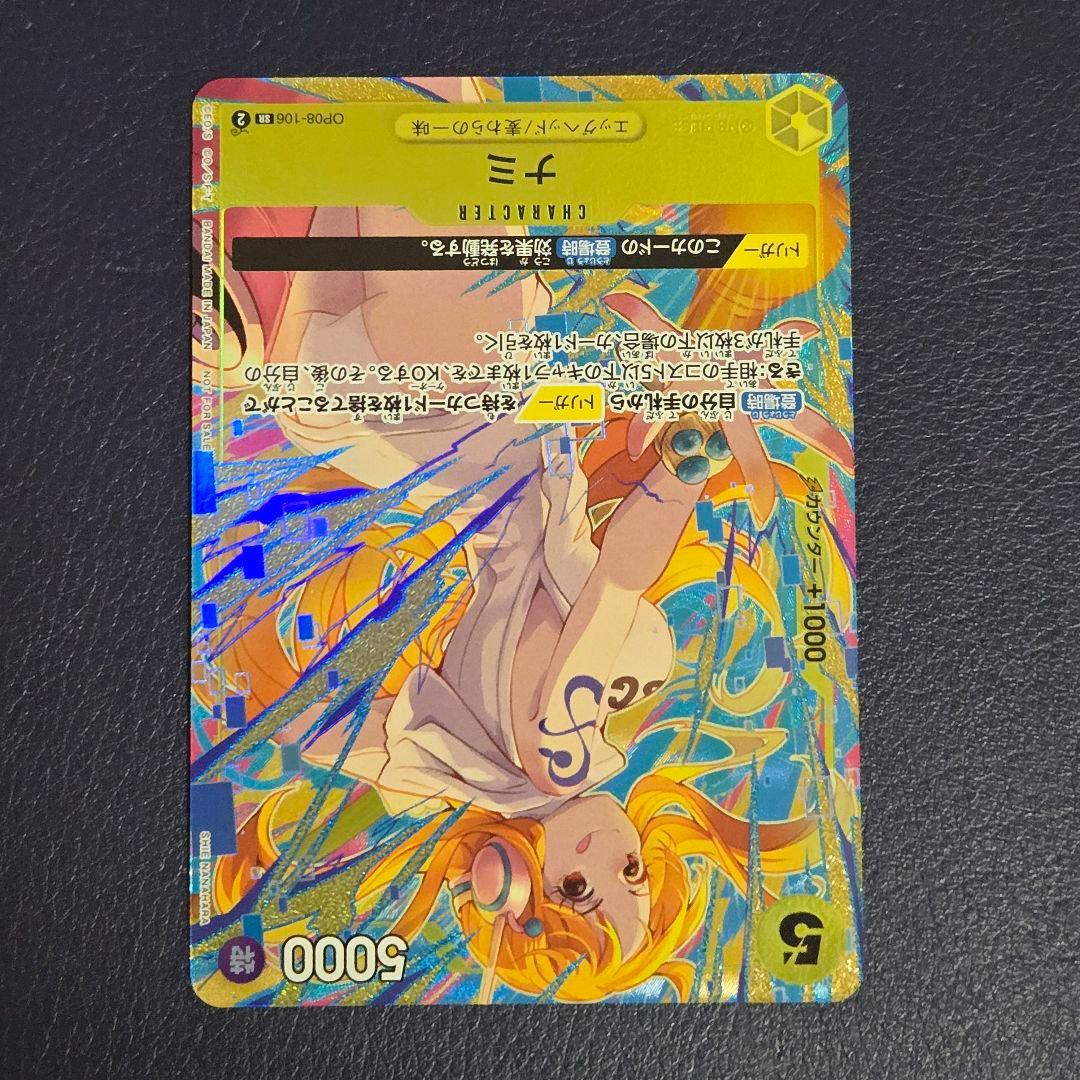 5
5000
特
SHIE NANAHARA
カウンター +1000
登場時 自分の手札から トリガー を持つカード1枚を捨てることができる:相手のコスト5以下のキャラ1枚までを、KOする。その後、自分の
手札が3枚以下の場合、カード1枚を引く。
トリガー このカードの 登場時 効果を発動する。
CHARACTER
ナミ
エッグヘッド/麦わらの一味
OP08-106 SR 2
BANDAI MADE IN JAPAN NOT FOR SALE